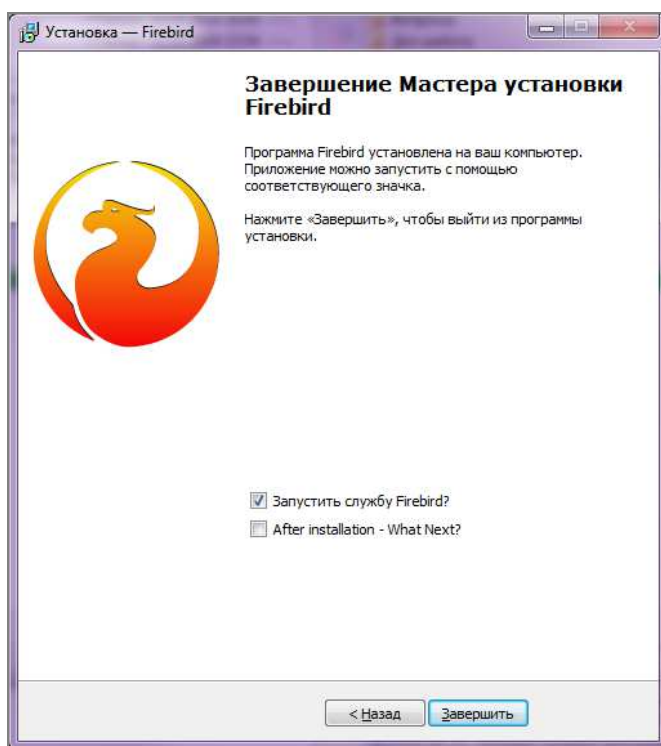 Установка — Firebird
Завершение Мастера установки
Firebird
Программа Firebird установлена на ваш компьютер.
Приложение можно запустить с помощью
соответствующего значка.
Нажмите «Завершить», чтобы выйти из программы
установки.
Запустить службу Firebird?
After installation - What Next?
< Назад
Завершить